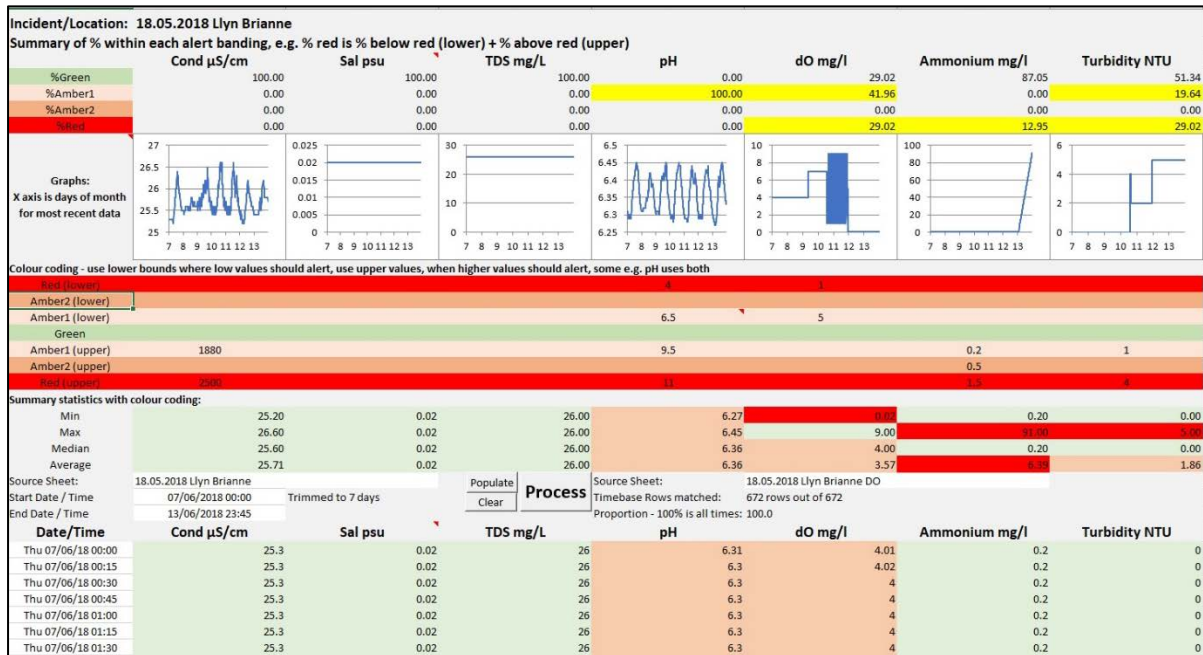 Incident/Location: 18.05.2018 Llyn Brianne
Summary of % within each alert banding, e.g. % red is % below red (lower) + % above red (upper)
Cond µS/cm Sal psu TDS mg/L pH dO mg/l Ammonium mg/l Turbidity NTU
%Green 100.00 100.00 100.00 0.00 29.02 87.05 51.34
%Amber1 0.00 0.00 0.00 100.00 41.96 0.00 19.64
%Amber2 0.00 0.00 0.00 0.00 0.00 0.00 0.00
%Red 0.00 0.00 0.00 0.00 29.02 12.95 29.02
Graphs:
X axis is days of month
for most recent data
27
26.5
26
25.5
25
7 8 9 10 11 12 13
0.025
0.02
0.015
0.01
0.005
0
7 8 9 10 11 12 13
30
20
10
0
7 8 9 10 11 12 13
6.5
6.45
6.4
6.35
6.3
6.25
7 8 9 10 11 12 13
10
8
6
4
2
0
7 8 9 10 11 12 13
100
80
60
40
20
0
7 8 9 10 11 12 13
6
4
2
0
7 8 9 10 11 12 13
Colour coding - use lower bounds where low values should alert, use upper values, when higher values should alert, some e.g. pH uses both
Red (lower) 4 1
Amber2 (lower)
Amber1 (lower) 6.5 5
Green
Amber1 (upper) 1880 9.5 0.2 1
Amber2 (upper) 0.5
Red (upper) 2500 11 1.5 4
Summary statistics with colour coding:
Min 25.20 0.02 26.00 6.27 0.02 0.20 0.00
Max 26.60 0.02 26.00 6.45 9.00 91.00 5.00
Median 25.60 0.02 26.00 6.36 4.00 0.20 0.00
Average 25.71 0.02 26.00 6.36 3.57 6.39 1.86
Source Sheet: 18.05.2018 Llyn Brianne Populate Process Source Sheet: 18.05.2018 Llyn Brianne DO
Start Date / Time 07/06/2018 00:00 Trimmed to 7 days Clear Timebase Rows matched: 672 rows out of 672
End Date / Time 13/06/2018 23:45 Proportion - 100% is all times: 100.0
Date/Time Cond µS/cm Sal psu TDS mg/L pH dO mg/l Ammonium mg/l Turbidity NTU
Thu 07/06/18 00:00 25.3 0.02 26 6.31 4.01 0.2 0
Thu 07/06/18 00:15 25.3 0.02 26 6.3 4.02 0.2 0
Thu 07/06/18 00:30 25.3 0.02 26 6.3 4 0.2 0
Thu 07/06/18 00:45 25.3 0.02 26 6.3 4 0.2 0
Thu 07/06/18 01:00 25.3 0.02 26 6.3 4 0.2 0
Thu 07/06/18 01:15 25.3 0.02 26 6.3 4 0.2 0
Thu 07/06/18 01:30 25.3 0.02 26 6.3 4 0.2 0